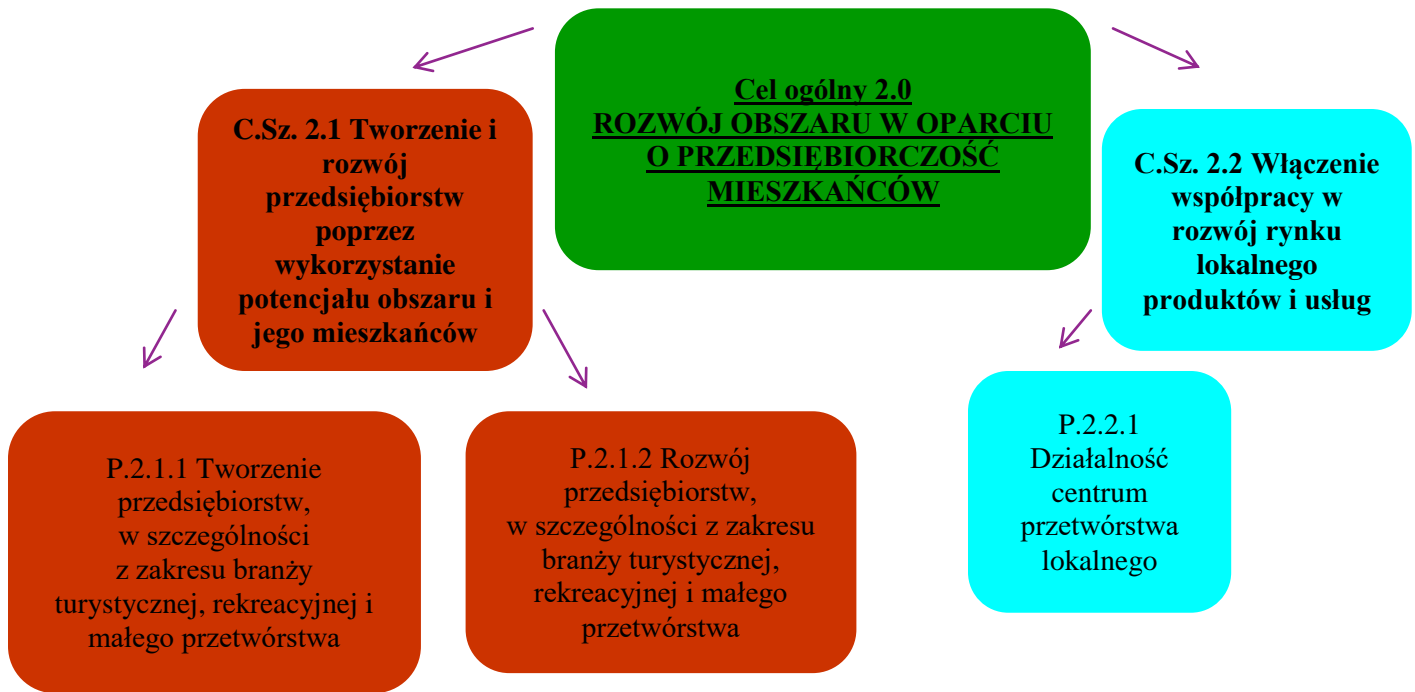 Cel ogólny 2.0
ROZWÓJ OBSZARU W OPARCIU
O PRZEDSIĘBIORCZOŚĆ
MIESZKAŃCÓW
C.Sz. 2.1 Tworzenie i
rozwój
przedsiębiorstw
poprzez
wykorzystanie
potencjału obszaru i
jego mieszkańców
C.Sz. 2.2 Włączenie
współpracy w
rozwój rynku
lokalnego
produktów i usług
P.2.1.1 Tworzenie
przedsiębiorstw,
w szczególności
z zakresu branży
turystycznej, rekreacyjnej i
małego przetwórstwa
P.2.1.2 Rozwój
przedsiębiorstw,
w szczególności z zakresu
branży turystycznej,
rekreacyjnej i małego
przetwórstwa
P.2.2.1
Działalność
centrum
przetwórstwa
lokalnego